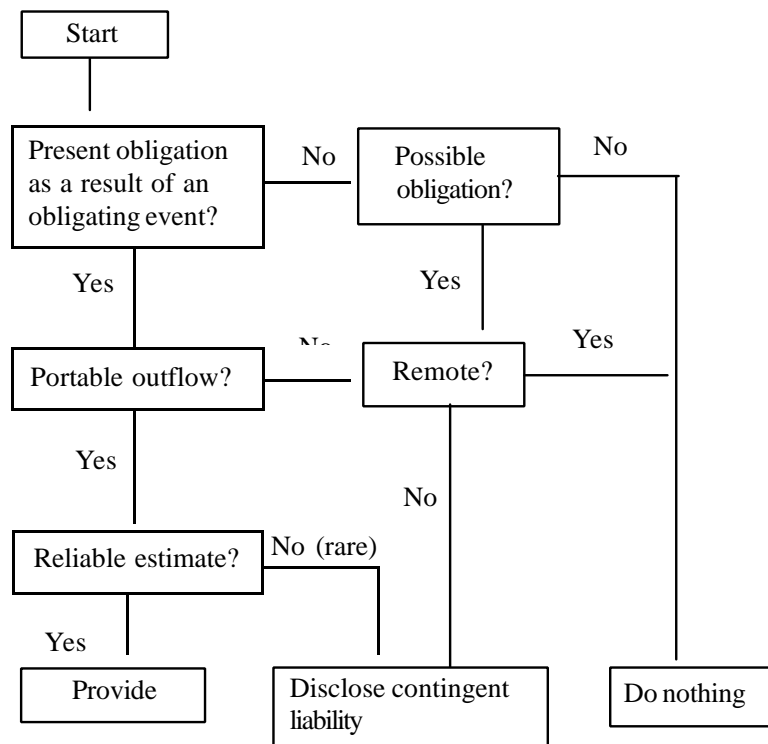 Start
Present obligation
as a result of an
obligating event?
No
Possible
obligation?
No
Yes
Yes
Portable outflow?
Remote?
Yes
Yes
No
Reliable estimate?
No (rare)
Yes
Provide
Disclose contingent
liability
Do nothing